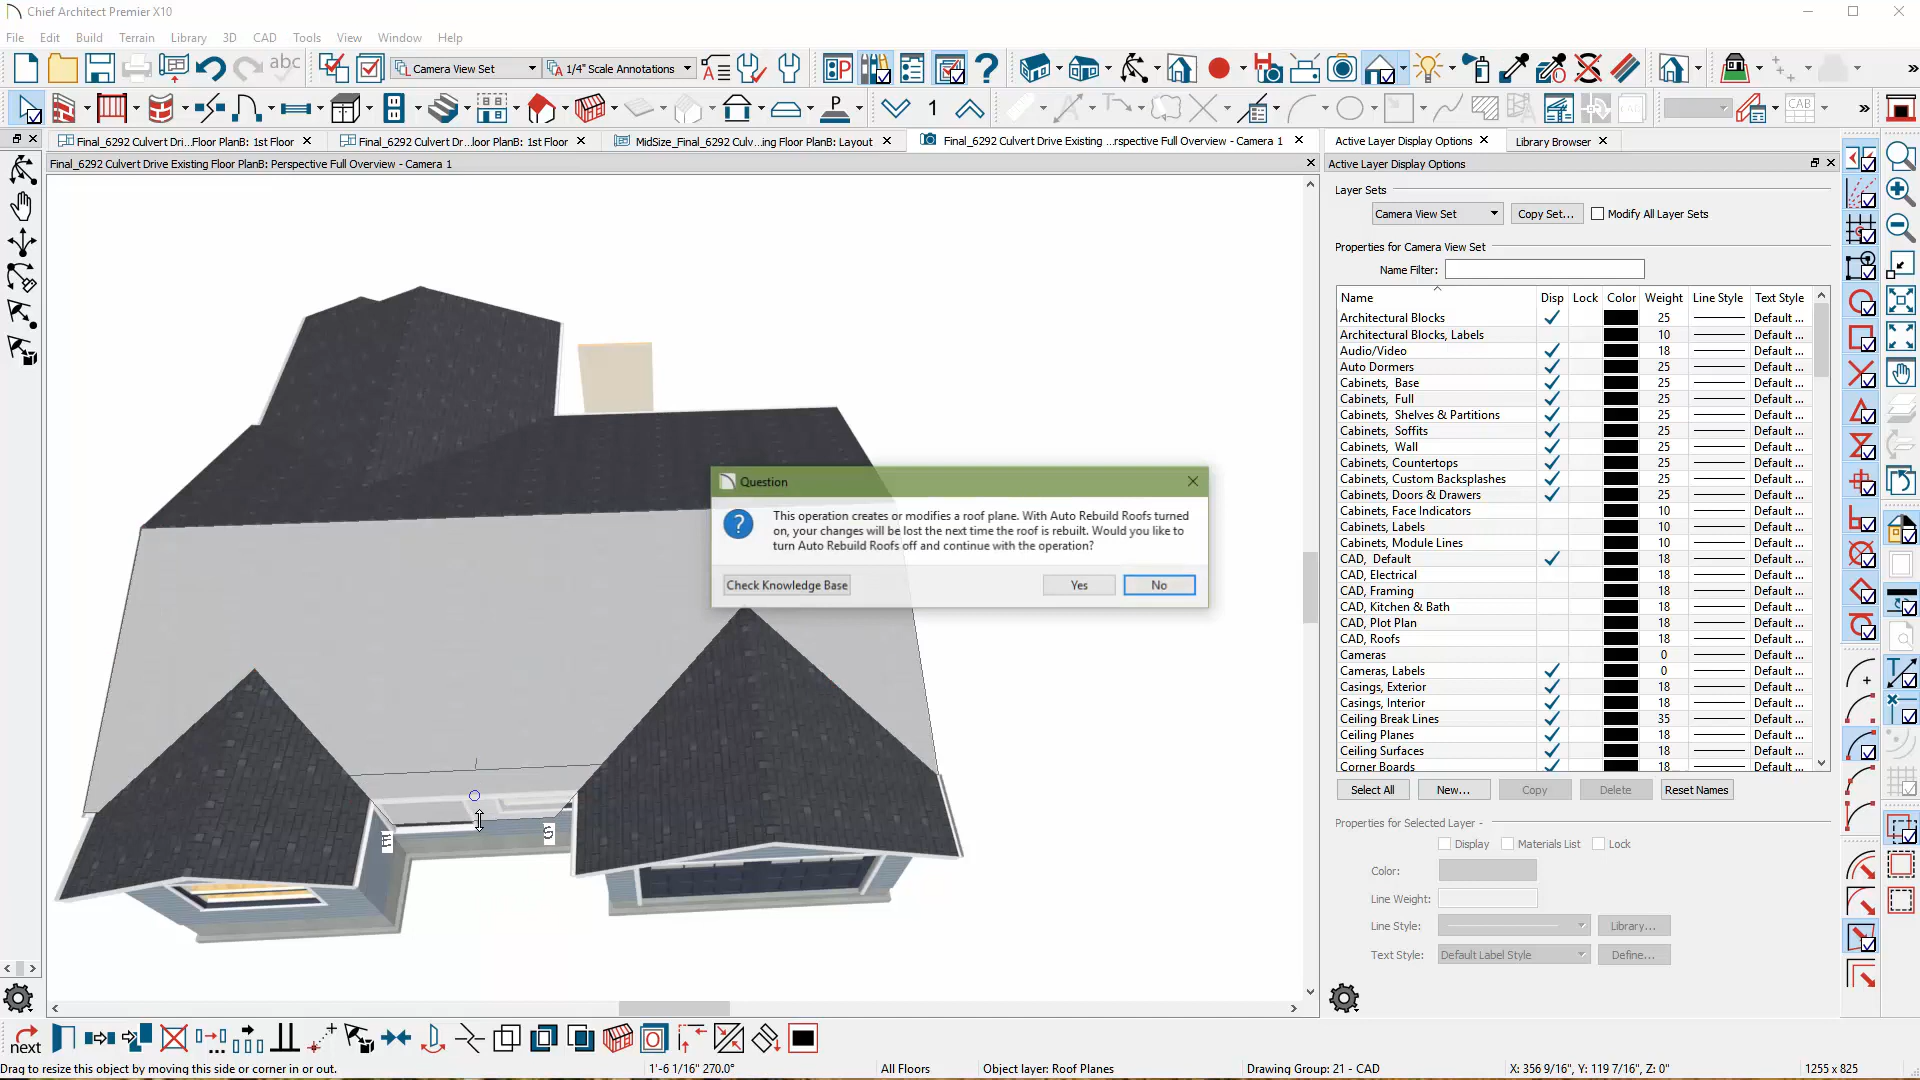 Chief Architect Premier X10
File Edit Build Terrain Library 3D CAD Tools View Window Help
abc Camera View Set 1/4" Scale Annotations P
1 P CAB
Final_6292 Culvert Dri...Floor PlanB: 1st Floor Final_6292 Culvert Dr...loor PlanB: 1st Floor MidSize_Final_6292 Culv...ing Floor PlanB: Layout Final_6292 Culvert Drive Existing ...rspective Full Overview - Camera 1 Active Layer Display Options Library Browser
Final_6292 Culvert Drive Existing Floor PlanB: Perspective Full Overview - Camera 1
Active Layer Display Options
Layer Sets
Camera View Set Copy Set... Modify All Layer Sets
Properties for Camera View Set
Name Filter:
Name Disp Lock Color Weight Line Style Text Style
Architectural Blocks 25 Default ...
Architectural Blocks, Labels 10 Default ...
Audio/Video 18 Default ...
Auto Dormers 25 Default ...
Cabinets, Base 25 Default ...
Cabinets, Full 25 Default ...
Cabinets, Shelves & Partitions 25 Default ...
Cabinets, Soffits 25 Default ...
Cabinets, Wall 25 Default ...
Cabinets, Countertops 25 Default ...
Cabinets, Custom Backsplashes 25 Default ...
Cabinets, Doors & Drawers 25 Default ...
Cabinets, Face Indicators 10 Default ...
Cabinets, Labels 10 Default ...
Cabinets, Module Lines 10 Default ...
CAD, Default 18 Default ...
CAD, Electrical 18 Default ...
CAD, Framing 18 Default ...
CAD, Kitchen & Bath 18 Default ...
CAD, Plot Plan 18 Default ...
CAD, Roofs 18 Default ...
Cameras 0 Default ...
Cameras, Labels 0 Default ...
Casings, Exterior 18 Default ...
Casings, Interior 18 Default ...
Ceiling Break Lines 35 Default ...
Ceiling Planes 18 Default ...
Ceiling Surfaces 18 Default ...
Corner Boards 18 Default ...
Select All New... Copy Delete Reset Names
Properties for Selected Layer -
Display Materials List Lock
Color:
Line Weight:
Line Style: Library...
Text Style: Default Label Style Define...
Question
This operation creates or modifies a roof plane. With Auto Rebuild Roofs turned
on, your changes will be lost the next time the roof is rebuilt. Would you like to
turn Auto Rebuild Roofs off and continue with the operation?
Check Knowledge Base Yes No
E S
next
Drag to resize this object by moving this side or corner in or out. 1'-6 1/16" 270.0° All Floors Object layer: Roof Planes Drawing Group: 21 - CAD X: 356 9/16", Y: 119 7/16", Z: 0" 1255 x 825